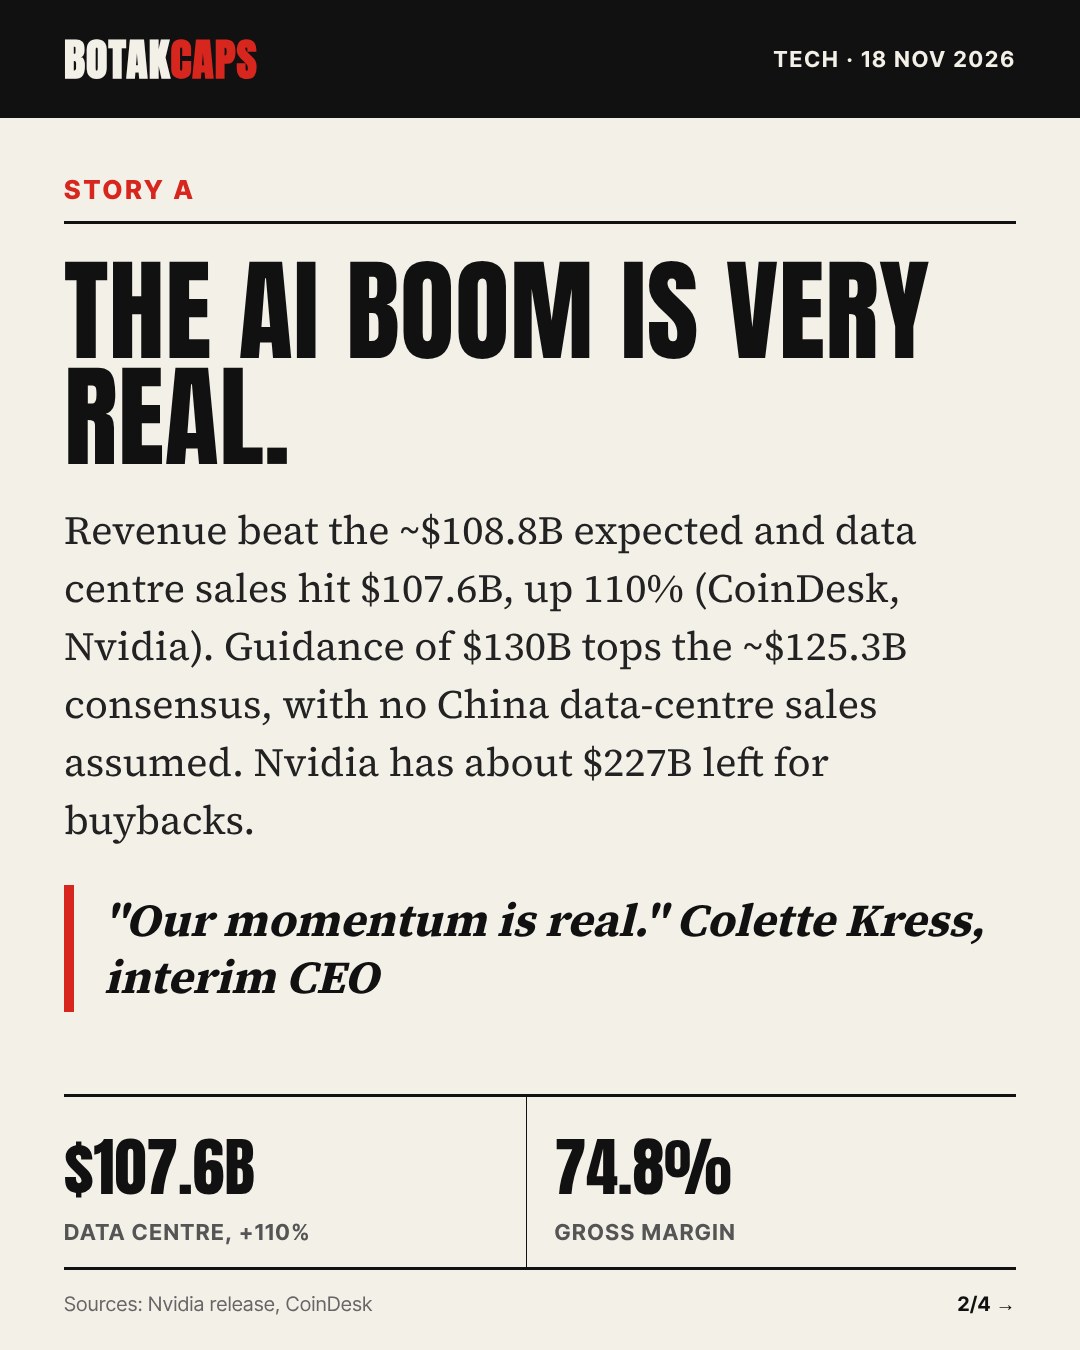 BOTAKCAPS
TECH · 18 NOV 2026
STORY A
THE AI BOOM IS VERY
REAL.
Revenue beat the ~$108.8B expected and data
centre sales hit $107.6B, up 110% (CoinDesk,
Nvidia). Guidance of $130B tops the ~$125.3B
consensus, with no China data-centre sales
assumed. Nvidia has about $227B left for
buybacks.
"Our momentum is real." Colette Kress,
interim CEO
$107.6B
DATA CENTRE, +110%
74.8%
GROSS MARGIN
Sources: Nvidia release, CoinDesk
2/4 →